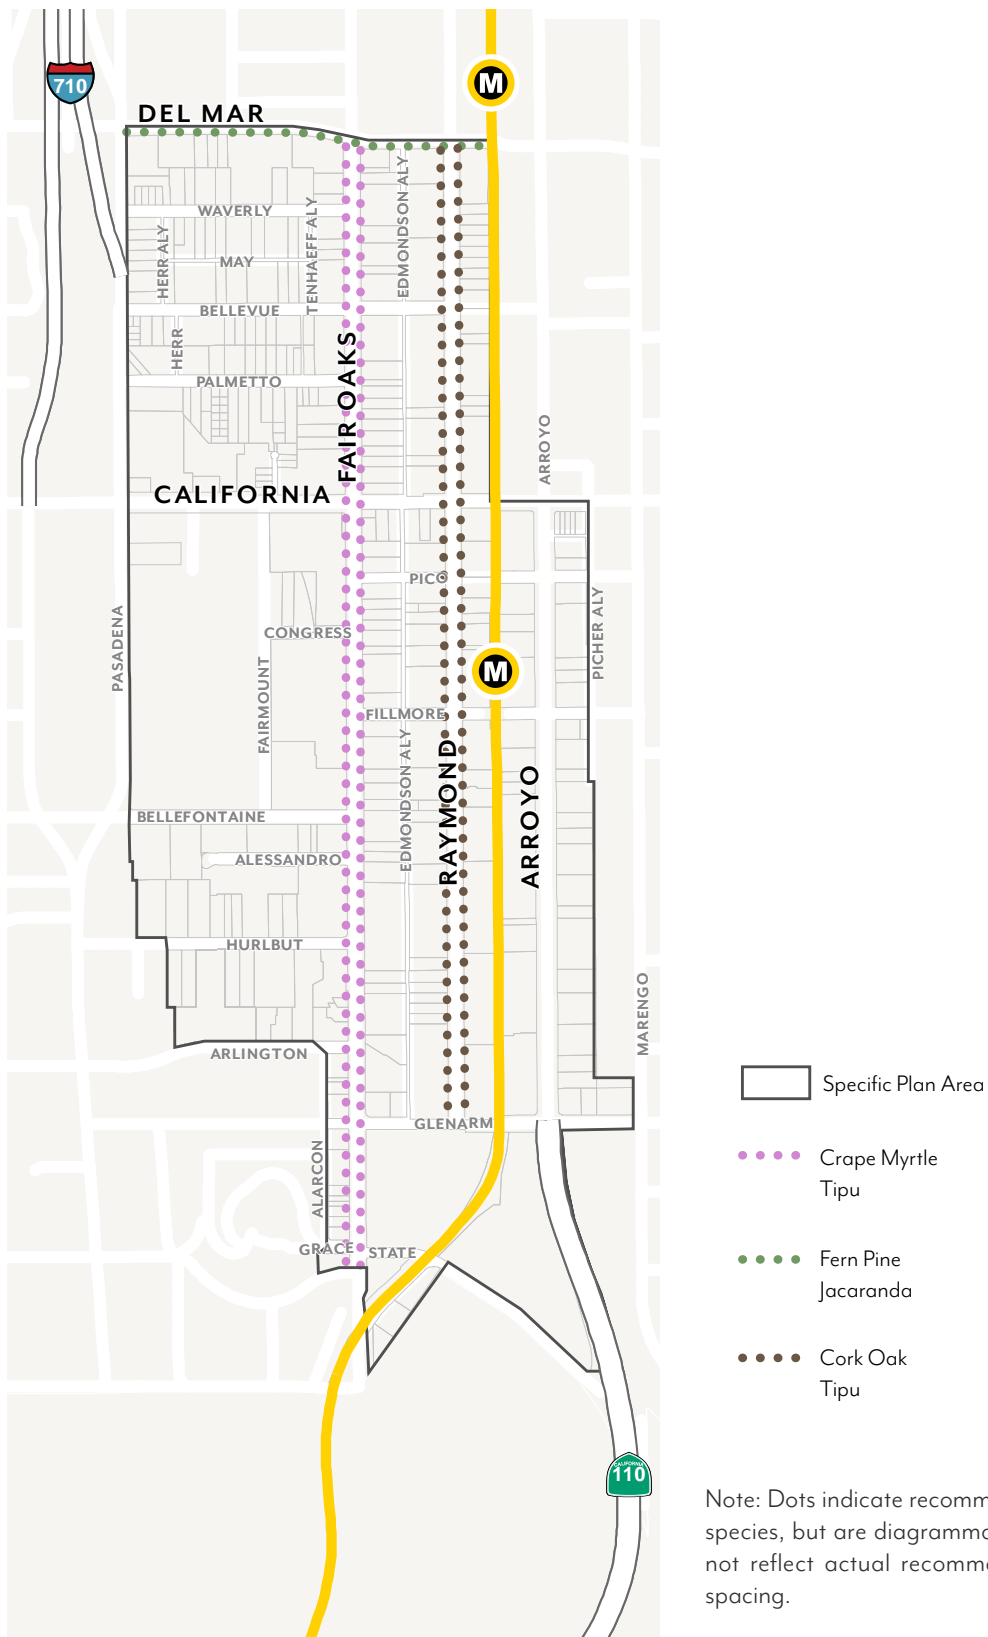 710
M
DEL MAR
WAVERLY
HERR ALY
TENHAEFF ALY
EDMONDSON ALY
MAY
BELLEVUE
HERR
FAIR OAKS
PALMETTO
ARROYO
CALIFORNIA
PICO
PICHER ALY
PASADENA
CONGRESS
FAIRMOUNT
M
FILLMORE
EDMONDSON ALY
RAYMOND
ARROYO
BELLEFONTAINE
ALESSANDRO
HURLBUT
MARENGO
ARLINGTON
GLENARM
ALARCON
GRACE
STATE
CALIFORNIA
110
Specific Plan Area
Crape Myrtle
Tipu
Fern Pine
Jacaranda
Cork Oak
Tipu
Note: Dots indicate recomm
species, but are diagramma
not reflect actual recomme
spacing.